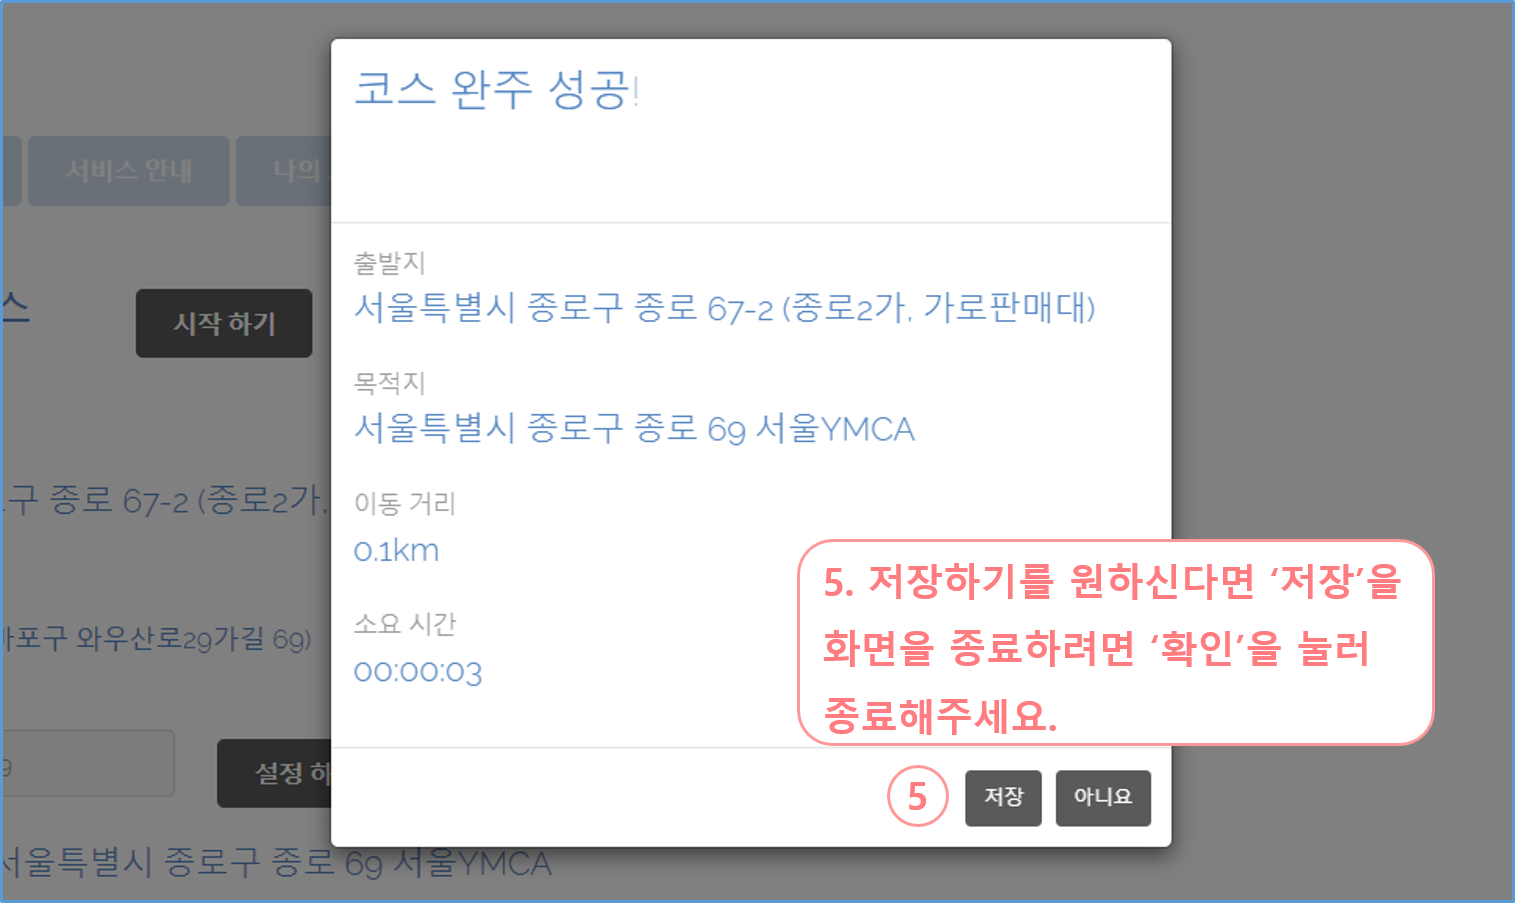 코스 완주 성공!
서비스 안내
나의
스
시작 하기
출발지
서울특별시 종로구 종로 67-2 (종로2가, 가로판매대)
목적지
서울특별시 종로구 종로 69 서울YMCA
구 종로 67-2 (종로2가,
이동 거리
0.1km
5. 저장하기를 원하신다면 ‘저장’을
화면을 종료하려면 ‘확인’을 눌러
종료해주세요.
소요 시간
00:00:03
마포구 와우산로29가길 69)
9
설정 하
5
저장
아니요
서울특별시 종로구 종로 69 서울YMCA